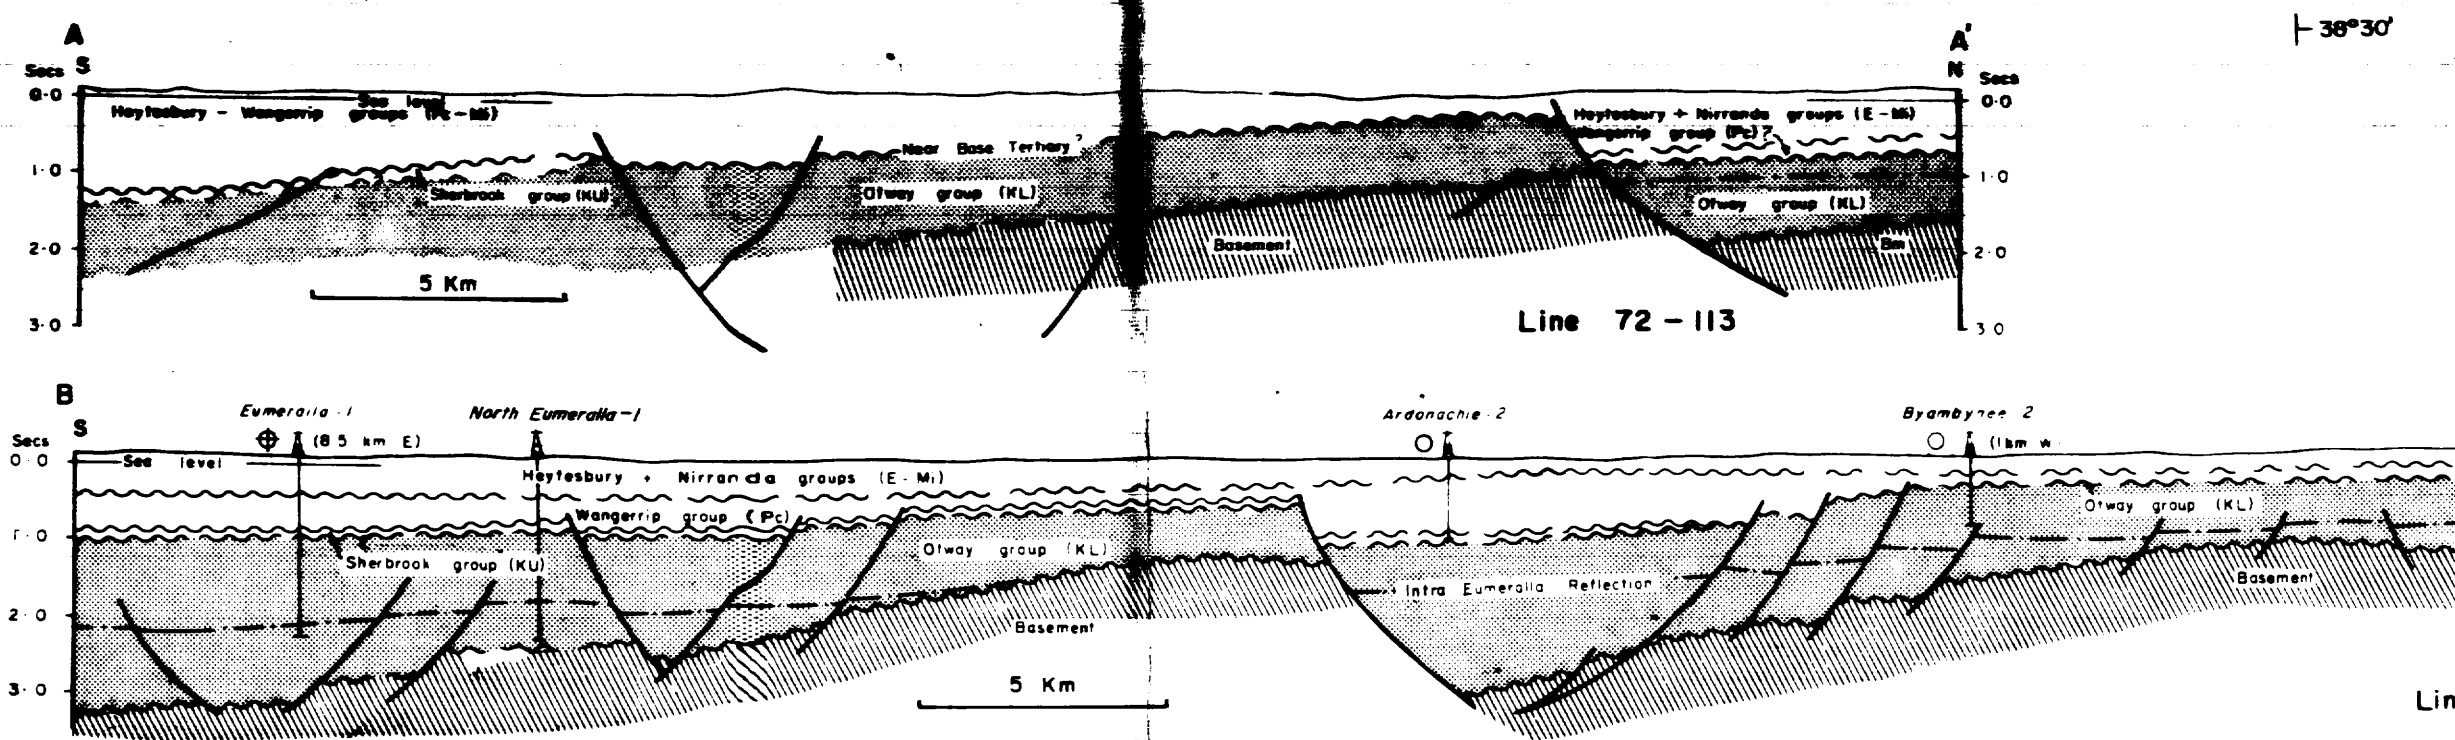 A
A'
⊢ 38°30'
Secs S
N Secs
0·0
Sea level
0·0
Heytesbury - Wangerrip groups (Pc-Mi)
Heytesbury + Nirranda groups (E-Mi)
Wangerrip group (Pc)?
Near Base Tertiary?
1·0
1·0
Sherbrook group (KU)
Otway group (KL)
Otway group (KL)
2·0
Basement
Bm
2·0
5 Km
3·0
Line 72-113
3 0
B
Eumeralla-1
North Eumeralla-1
Ardonachie-2
Byambynee 2
S
Secs
(8 5 km E)
(1km w
0·0
Sea level
Heytesbury + Nirranda groups (E-Mi)
Otway group (KL)
Wangerrip group (Pc)
1·0
Sherbrook group (KU)
Otway group (KL)
Intra Eumeralla Reflection
Basement
2·0
Basement
3·0
5 Km
Lin